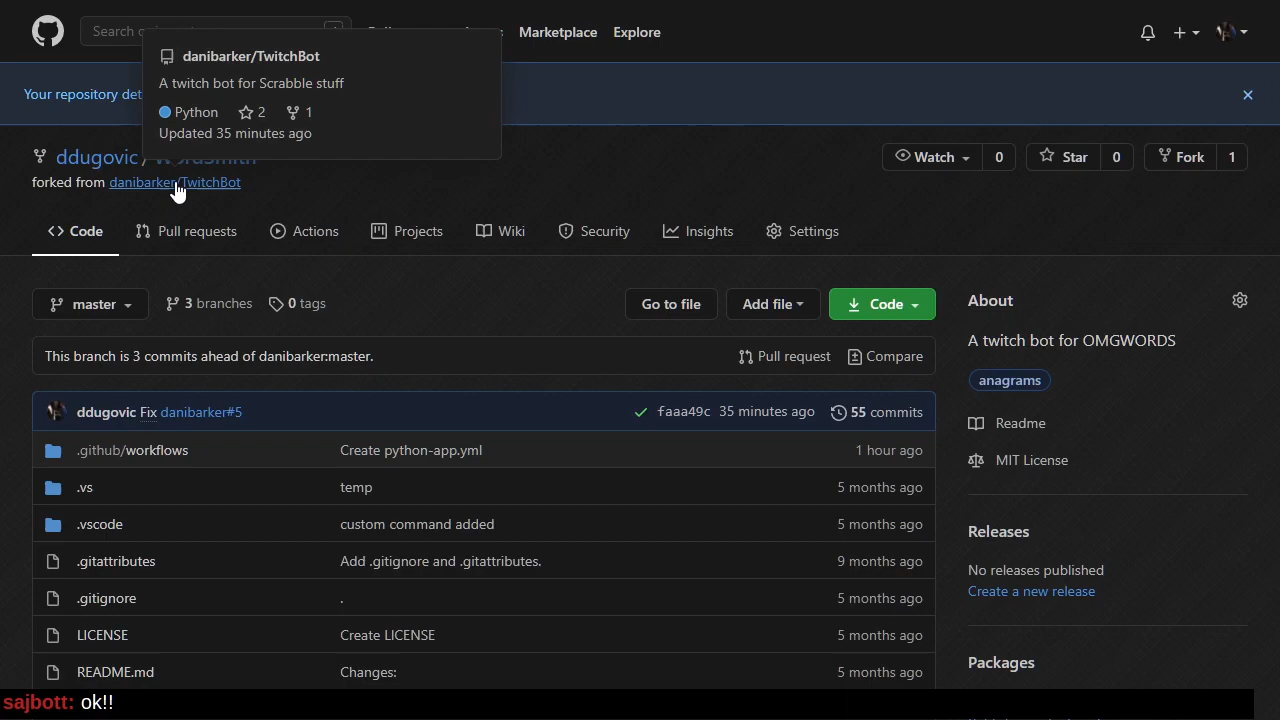 Search
Marketplace
Explore
danibarker/TwitchBot
A twitch bot for Scrabble stuff
Python 2 1
Updated 35 minutes ago
Your repository det
ddugovic / WordSmith
forked from danibarker/TwitchBot
Watch 0
Star 0
Fork 1
Code
Pull requests
Actions
Projects
Wiki
Security
Insights
Settings
master
3 branches
0 tags
Go to file
Add file
Code
This branch is 3 commits ahead of danibarker:master.
Pull request
Compare
ddugovic Fix danibarker#5
faaa49c 35 minutes ago
55 commits
.github/workflows Create python-app.yml 1 hour ago
.vs temp 5 months ago
.vscode custom command added 5 months ago
.gitattributes Add .gitignore and .gitattributes. 9 months ago
.gitignore . 5 months ago
LICENSE Create LICENSE 5 months ago
README.md Changes: 5 months ago
About
A twitch bot for OMGWORDS
anagrams
Readme
MIT License
Releases
No releases published
Create a new release
Packages
sajbott: ok!!